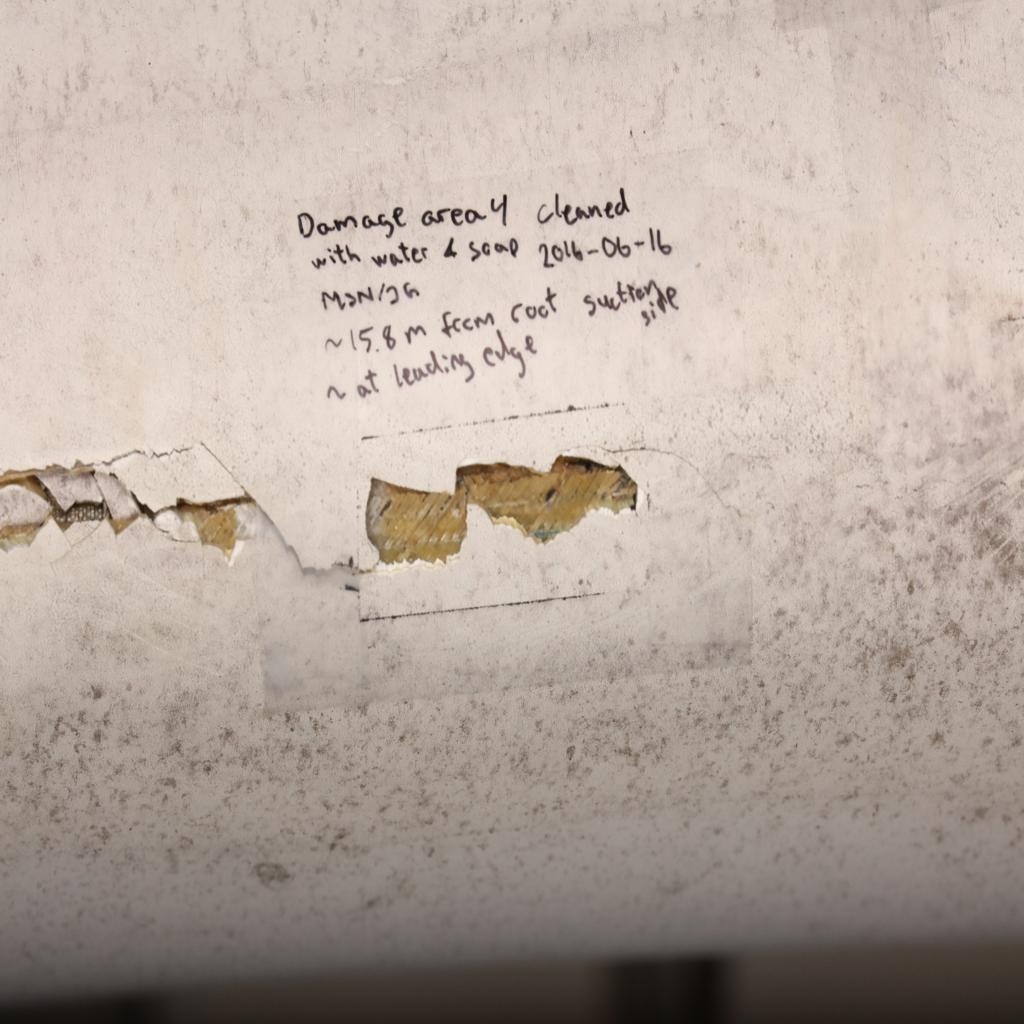 Damage area 4 cleaned
with water & soap 2016-06-16
~15.8 m from root suction side
~ at leading edge